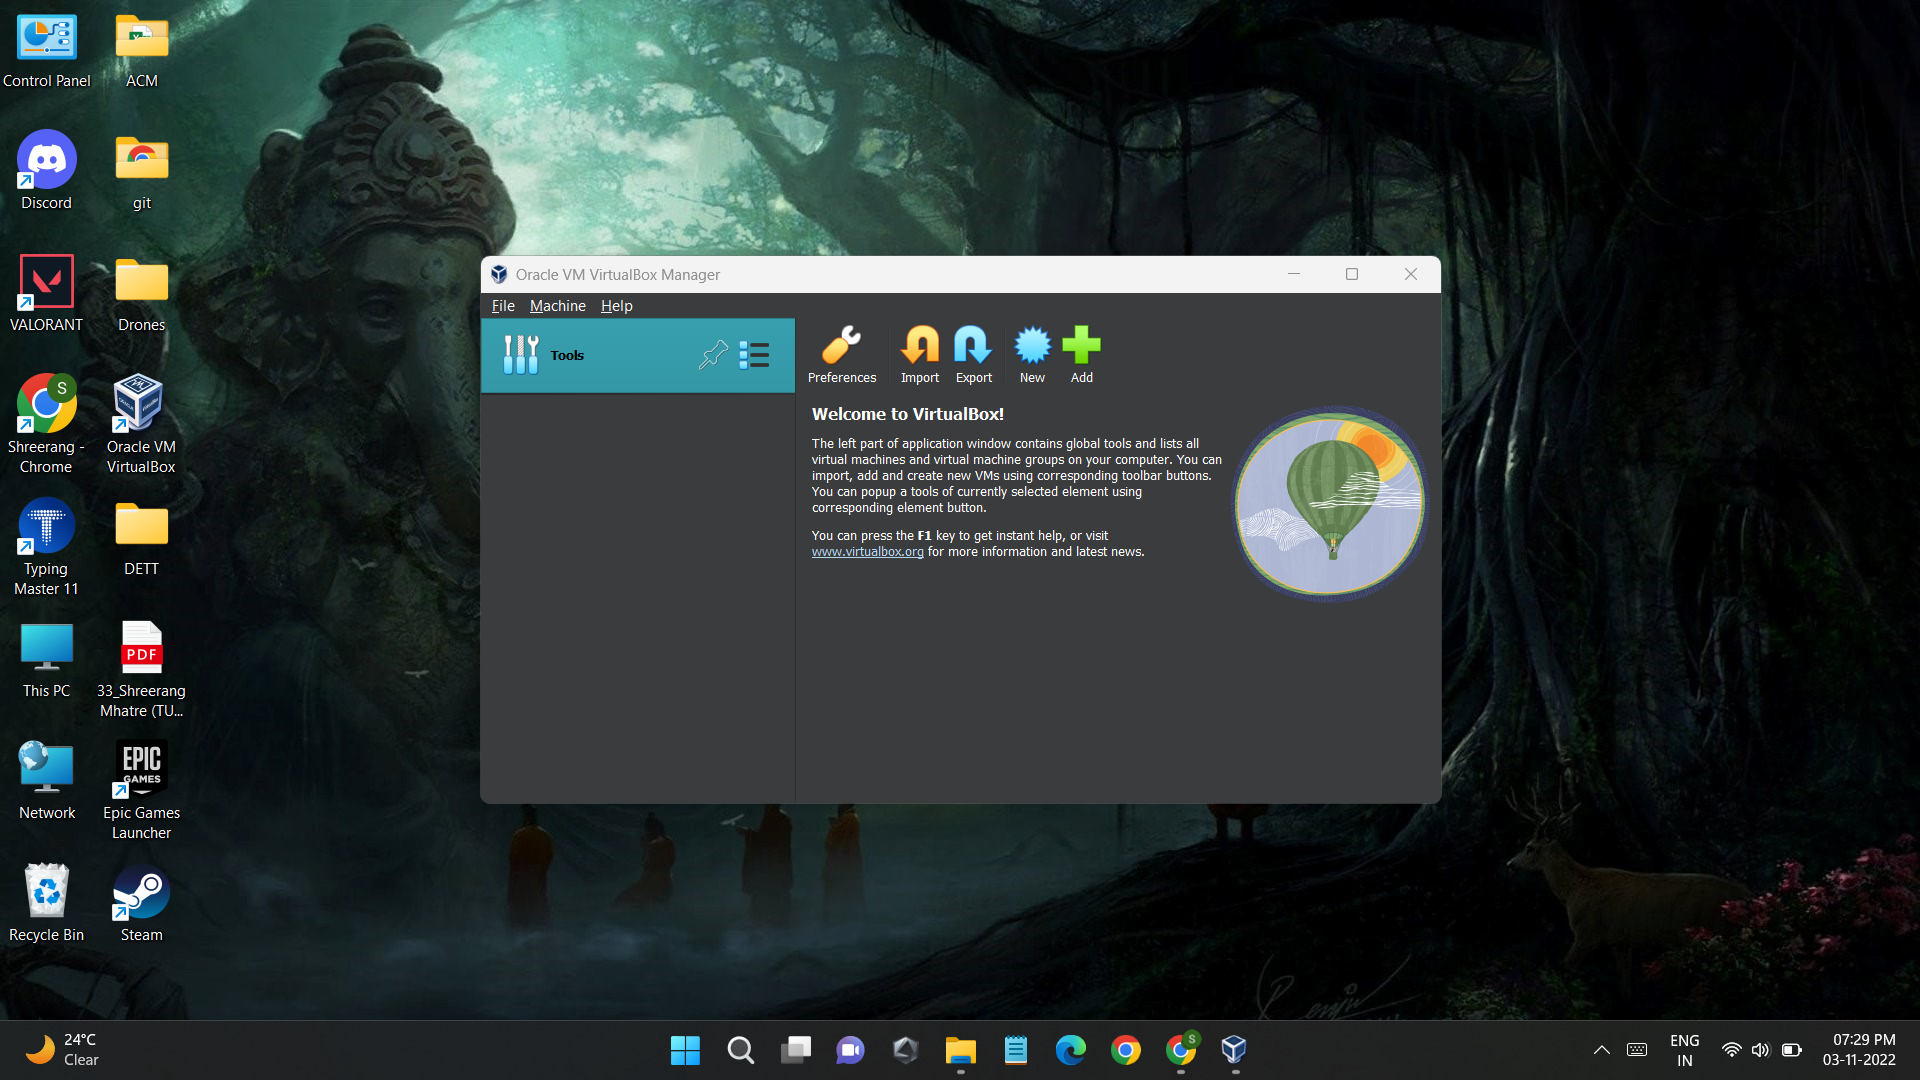 Control Panel
ACM
Discord
git
VALORANT
Drones
S
Shreerang -
Chrome
Oracle VM
VirtualBox
Typing
Master 11
DETT
This PC
PDF
33_Shreerang
Mhatre (TU...
Network
EPIC
GAMES
Epic Games
Launcher
Recycle Bin
Steam
Oracle VM VirtualBox Manager
File Machine Help
Tools
Preferences Import Export New Add
Welcome to VirtualBox!
The left part of application window contains global tools and lists all
virtual machines and virtual machine groups on your computer. You can
import, add and create new VMs using corresponding toolbar buttons.
You can popup a tools of currently selected element using
corresponding element button.
You can press the F1 key to get instant help, or visit
www.virtualbox.org for more information and latest news.
24°C
Clear
S
ENG
IN
07:29 PM
03-11-2022